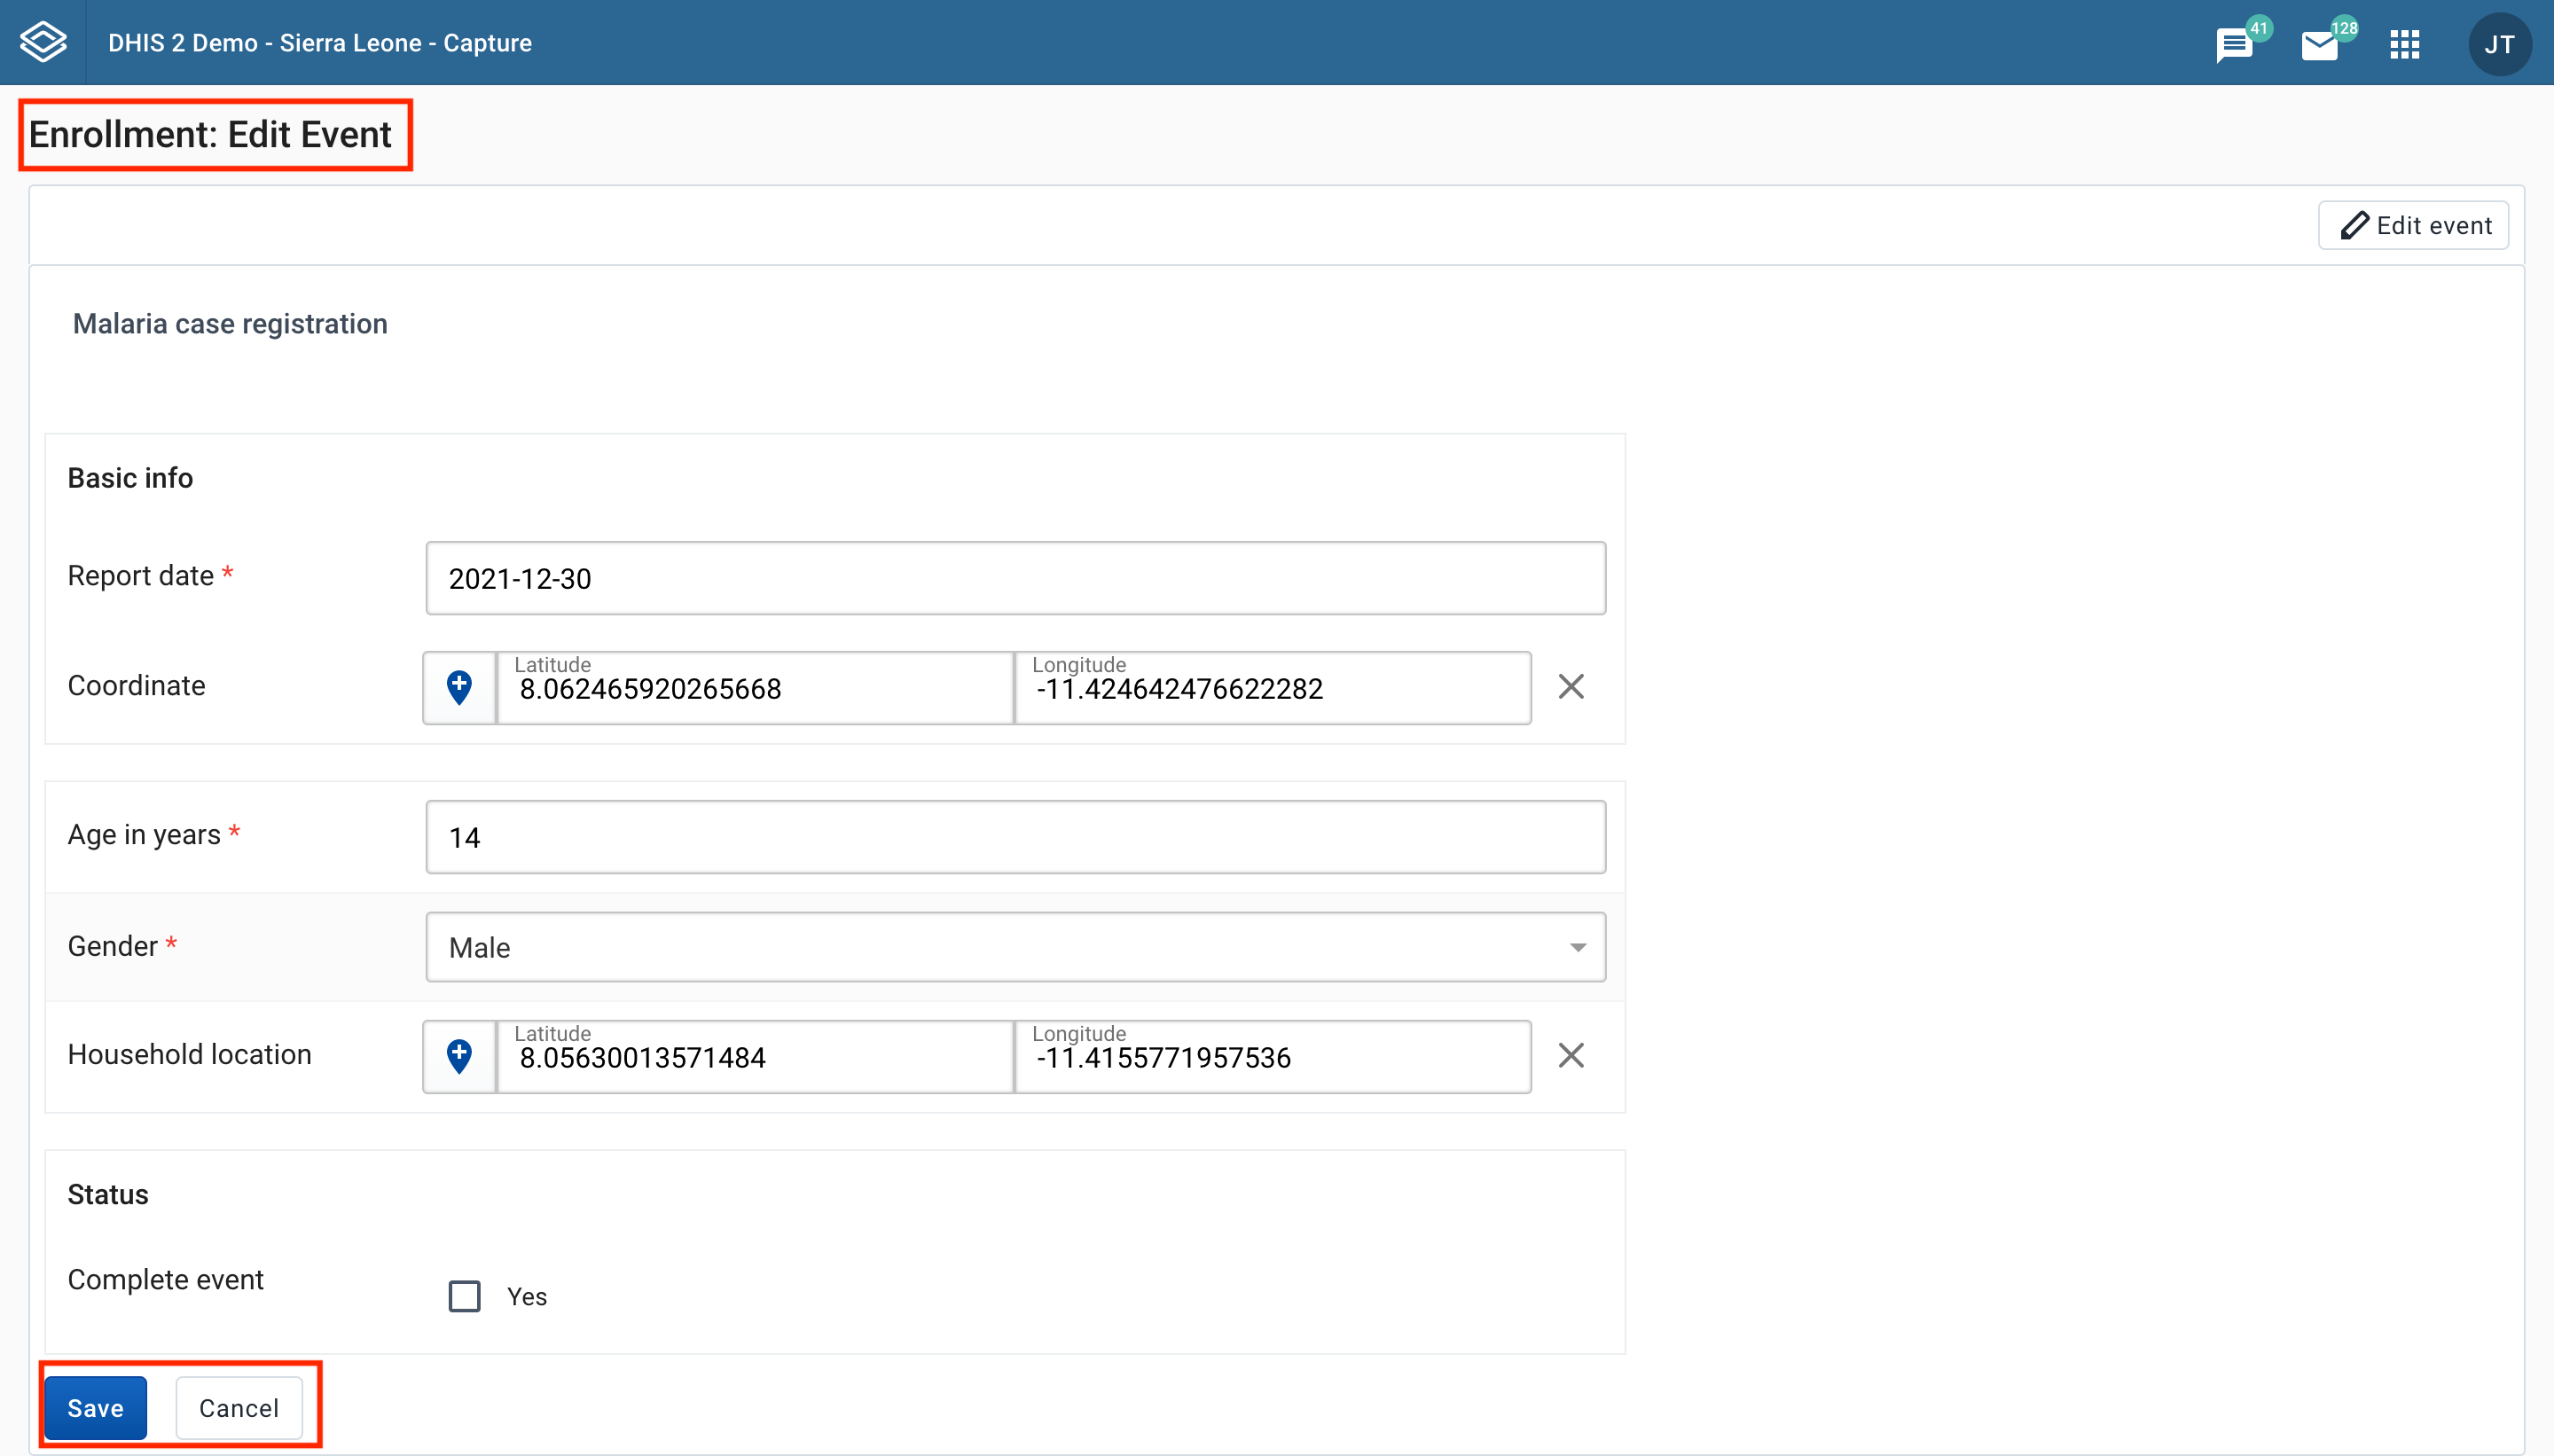 DHIS 2 Demo - Sierra Leone - Capture
41
128
JT
Enrollment: Edit Event
Edit event
Malaria case registration
Basic info
Report date *
2021-12-30
Coordinate
Latitude
8.062465920265668
Longitude
-11.424642476622282
Age in years *
14
Gender *
Male
Household location
Latitude
8.05630013571484
Longitude
-11.4155771957536
Status
Complete event
Yes
Save
Cancel